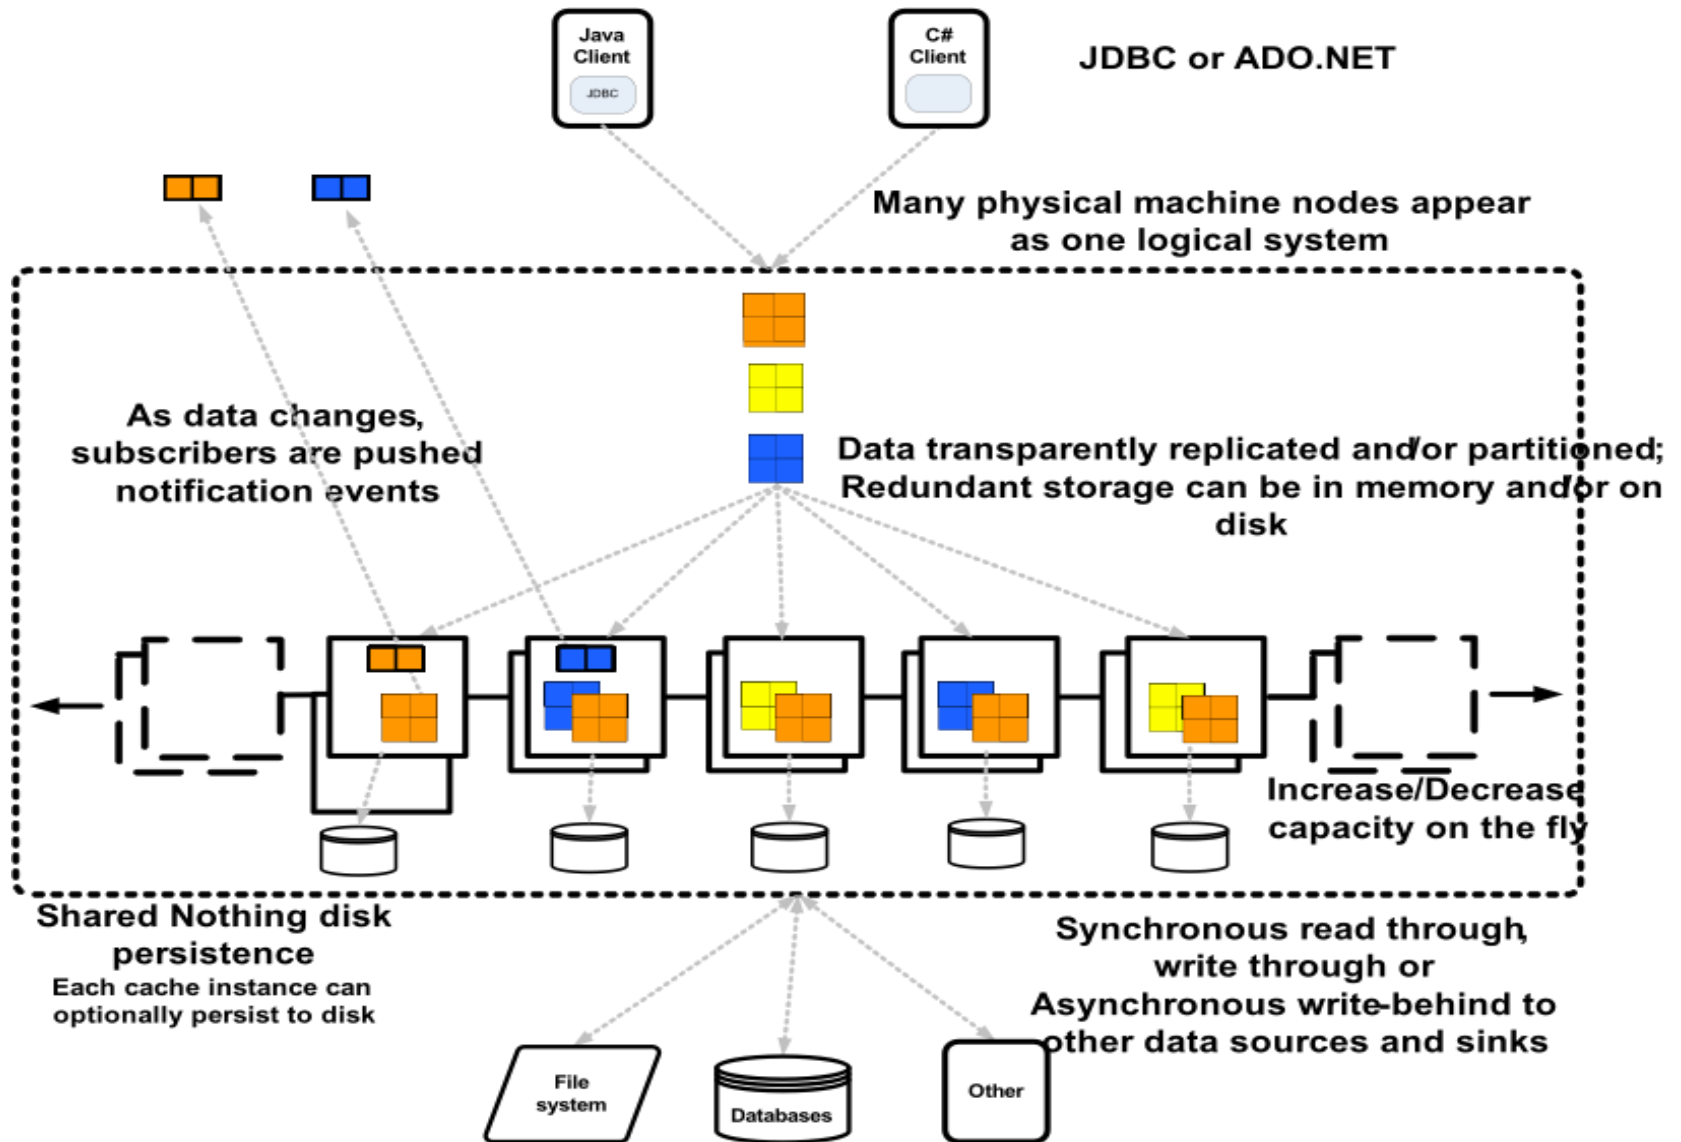 Java
Client
JDBC
C#
Client
JDBC or ADO.NET
Many physical machine nodes appear
as one logical system
As data changes,
subscribers are pushed
notification events
Data transparently replicated and/or partitioned;
Redundant storage can be in memory and/or on
disk
Increase/Decrease
capacity on the fly
Shared Nothing disk
persistence
Each cache instance can
optionally persist to disk
Synchronous read through,
write through or
Asynchronous write-behind to
other data sources and sinks
File
system
Databases
Other